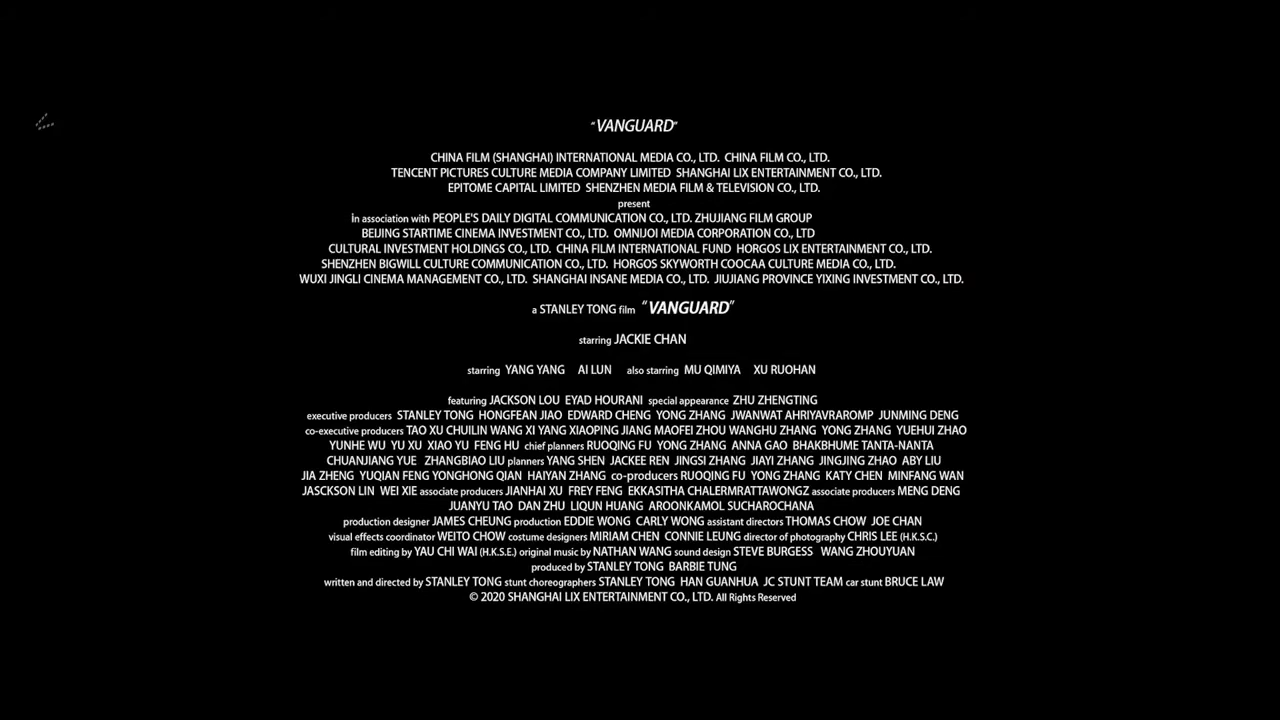 "VANGUARD"
CHINA FILM (SHANGHAI) INTERNATIONAL MEDIA CO., LTD. CHINA FILM CO., LTD.
TENCENT PICTURES CULTURE MEDIA COMPANY LIMITED SHANGHAI LIX ENTERTAINMENT CO., LTD.
EPITOME CAPITAL LIMITED SHENZHEN MEDIA FILM & TELEVISION CO., LTD.
present
in association with PEOPLE'S DAILY DIGITAL COMMUNICATION CO., LTD. ZHUJIANG FILM GROUP
BEIJING STARTIME CINEMA INVESTMENT CO., LTD. OMNIJOI MEDIA CORPORATION CO., LTD
CULTURAL INVESTMENT HOLDINGS CO., LTD. CHINA FILM INTERNATIONAL FUND HORGOS LIX ENTERTAINMENT CO., LTD.
SHENZHEN BIGWILL CULTURE COMMUNICATION CO., LTD. HORGOS SKYWORTH COOCAA CULTURE MEDIA CO., LTD.
WUXI JINGLI CINEMA MANAGEMENT CO., LTD. SHANGHAI INSANE MEDIA CO., LTD. JIUJIANG PROVINCE YIXING INVESTMENT CO., LTD.
a STANLEY TONG film "VANGUARD"
starring JACKIE CHAN
starring YANG YANG AI LUN also starring MU QIMIYA XU RUOHAN
featuring JACKSON LOU EYAD HOURANI special appearance ZHU ZHENGTING
executive producers STANLEY TONG HONGFEAN JIAO EDWARD CHENG YONG ZHANG JWANWAT AHRIYAVRAROMP JUNMING DENG
co-executive producers TAO XU CHUILIN WANG XI YANG XIAOPING JIANG MAOFEI ZHOU WANGHU ZHANG YONG ZHANG YUEHUI ZHAO
YUNHE WU YU XU XIAO YU FENG HU chief planners RUOQING FU YONG ZHANG ANNA GAO BHAKBHUME TANTA-NANTA
CHUANJIANG YUE ZHANGBIAO LIU planners YANG SHEN JACKEE REN JINGSI ZHANG JIAYI ZHANG JINGJING ZHAO ABY LIU
JIA ZHENG YUQIAN FENG YONGHONG QIAN HAIYAN ZHANG co-producers RUOQING FU YONG ZHANG KATY CHEN MINFANG WAN
JASCKSON LIN WEI XIE associate producers JIANHAI XU FREY FENG EKKASITHA CHALERMRATTAWONGZ associate producers MENG DENG
JUANYU TAO DAN ZHU LIQUN HUANG AROONKAMOL SUCHAROCHANA
production designer JAMES CHEUNG production EDDIE WONG CARLY WONG assistant directors THOMAS CHOW JOE CHAN
visual effects coordinator WEITO CHOW costume designers MIRIAM CHEN CONNIE LEUNG director of photography CHRIS LEE (H.K.S.C.)
film editing by YAU CHI WAI (H.K.S.E.) original music by NATHAN WANG sound design STEVE BURGESS WANG ZHOUYUAN
produced by STANLEY TONG BARBIE TUNG
written and directed by STANLEY TONG stunt choreographers STANLEY TONG HAN GUANHUA JC STUNT TEAM car stunt BRUCE LAW
© 2020 SHANGHAI LIX ENTERTAINMENT CO., LTD. All Rights Reserved